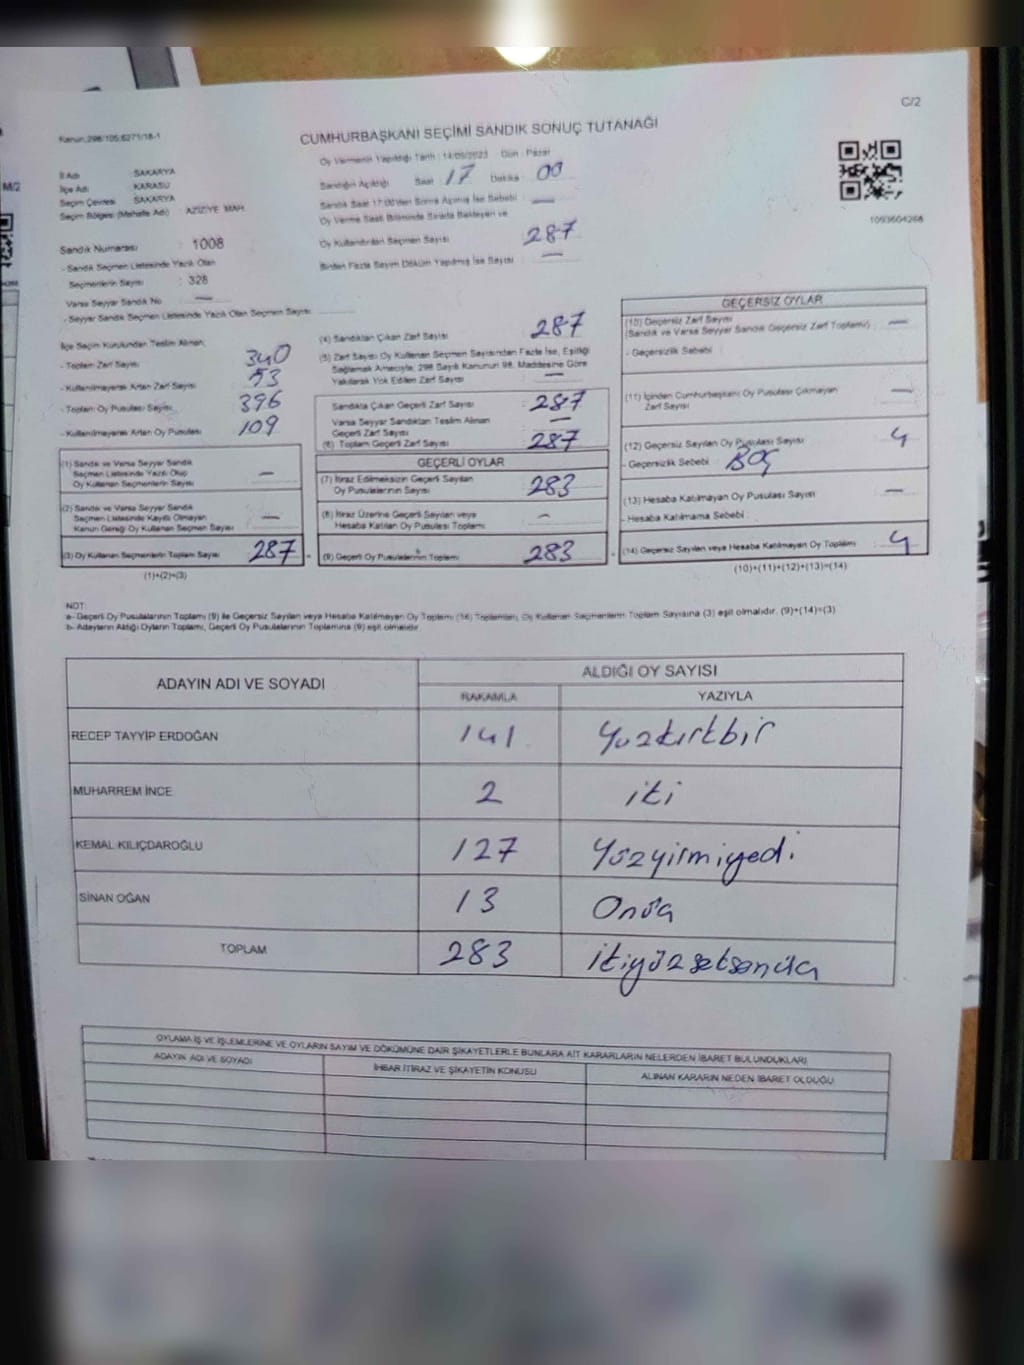 C/2
Kanun:298/105;6271/18-1
CUMHURBAŞKANI SEÇİMİ SANDIK SONUÇ TUTANAĞI
Oy Vermenin Yapıldığı Tarih : 14/05/2023 Gün : Pazar
İl Adı : SAKARYA
İlçe Adı : KARASU
Seçim Çevresi : SAKARYA
Seçim Bölgesi (Mahalle Adı) : AZİZİYE MAH.
Sandığın Açıldığı Saat : 17 Dakika : 00
Sandık Saat 17:00'den Sonra Açılmış İse Sebebi : —
Oy Verme Saati Bitiminde Sırada Bekleyen ve
Oy Kullandırılan Seçmen Sayısı 287
Birden Fazla Sayım Döküm Yapılmış İse Sayısı : —
Sandık Numarası : 1008
- Sandık Seçmen Listesinde Yazılı Olan
Seçmenlerin Sayısı : 328
Varsa Seyyar Sandık No : —
- Seyyar Sandık Seçmen Listesinde Yazılı Olan Seçmen Sayısı :
İlçe Seçim Kurulundan Teslim Alınan;
- Toplam Zarf Sayısı 340
- Kullanılmayarak Artan Zarf Sayısı 53
- Toplam Oy Pusulası Sayısı 396
- Kullanılmayarak Artan Oy Pusulası 109
(1) Sandık ve Varsa Seyyar Sandık
Seçmen Listesinde Yazılı Olup
Oy Kullanan Seçmenlerin Sayısı —
(2) Sandık ve Varsa Seyyar Sandık
Seçmen Listesinde Kayıtlı Olmayan
Kanun Gereği Oy Kullanan Seçmen Sayısı —
(3) Oy Kullanan Seçmenlerin Toplam Sayısı 287
(1)+(2)=(3)
(4) Sandıktan Çıkan Zarf Sayısı : 287
(5) Zarf Sayısı Oy Kullanan Seçmen Sayısından Fazla İse, Eşitliği
Sağlamak Amacıyla; 298 Sayılı Kanunun 98. Maddesine Göre
Yakılarak Yok Edilen Zarf Sayısı : —
Sandıkta Çıkan Geçerli Zarf Sayısı : 287
Varsa Seyyar Sandıktan Teslim Alınan
Geçerli Zarf Sayısı : —
(6) Toplam Geçerli Zarf Sayısı : 287
GEÇERLİ OYLAR
(7) İtiraz Edilmeksizin Geçerli Sayılan
Oy Pusulalarının Sayısı : 283
(8) İtiraz Üzerine Geçerli Sayılan veya
Hesaba Katılan Oy Pusulası Toplamı : —
(9) Geçerli Oy Pusulalarının Toplamı : 283
GEÇERSİZ OYLAR
(10) Geçersiz Zarf Sayısı
(Sandık ve Varsa Seyyar Sandık Geçersiz Zarf Toplamı) : —
- Geçersizlik Sebebi :
(11) İçinden Cumhurbaşkanı Oy Pusulası Çıkmayan
Zarf Sayısı : —
(12) Geçersiz Sayılan Oy Pusulası Sayısı : 4
- Geçersizlik Sebebi : BOŞ
(13) Hesaba Katılmayan Oy Pusulası Sayısı : —
- Hesaba Katılmama Sebebi :
(14) Geçersiz Sayılan veya Hesaba Katılmayan Oy Toplamı : 4
(10)+(11)+(12)+(13)=(14)
NOT:
a- Geçerli Oy Pusulalarının Toplamı (9) ile Geçersiz Sayılan veya Hesaba Katılmayan Oy Toplamı (14) Toplamları, Oy Kullanan Seçmenlerin Toplam Sayısına (3) eşit olmalıdır. (9)+(14)=(3)
b- Adayların Aldığı Oyların Toplamı, Geçerli Oy Pusulalarının Toplamına (9) eşit olmalıdır.
ADAYIN ADI VE SOYADI
ALDIĞI OY SAYISI
RAKAMLA YAZIYLA
RECEP TAYYİP ERDOĞAN 141 Yüzkırkbir
MUHARREM İNCE 2 iki
KEMAL KILIÇDAROĞLU 127 Yüzyirmiyedi
SİNAN OĞAN 13 Onüç
TOPLAM 283 ikiyüzseksenüç
OYLAMA İŞ VE İŞLEMLERİNE VE OYLARIN SAYIM VE DÖKÜMÜNE DAİR ŞİKAYETLERLE BUNLARA AİT KARARLARIN NELERDEN İBARET BULUNDUKLARI
ADAYIN ADI VE SOYADI
İHBAR İTİRAZ VE ŞİKAYETİN KONUSU
ALINAN KARARIN NEDEN İBARET OLDUĞU